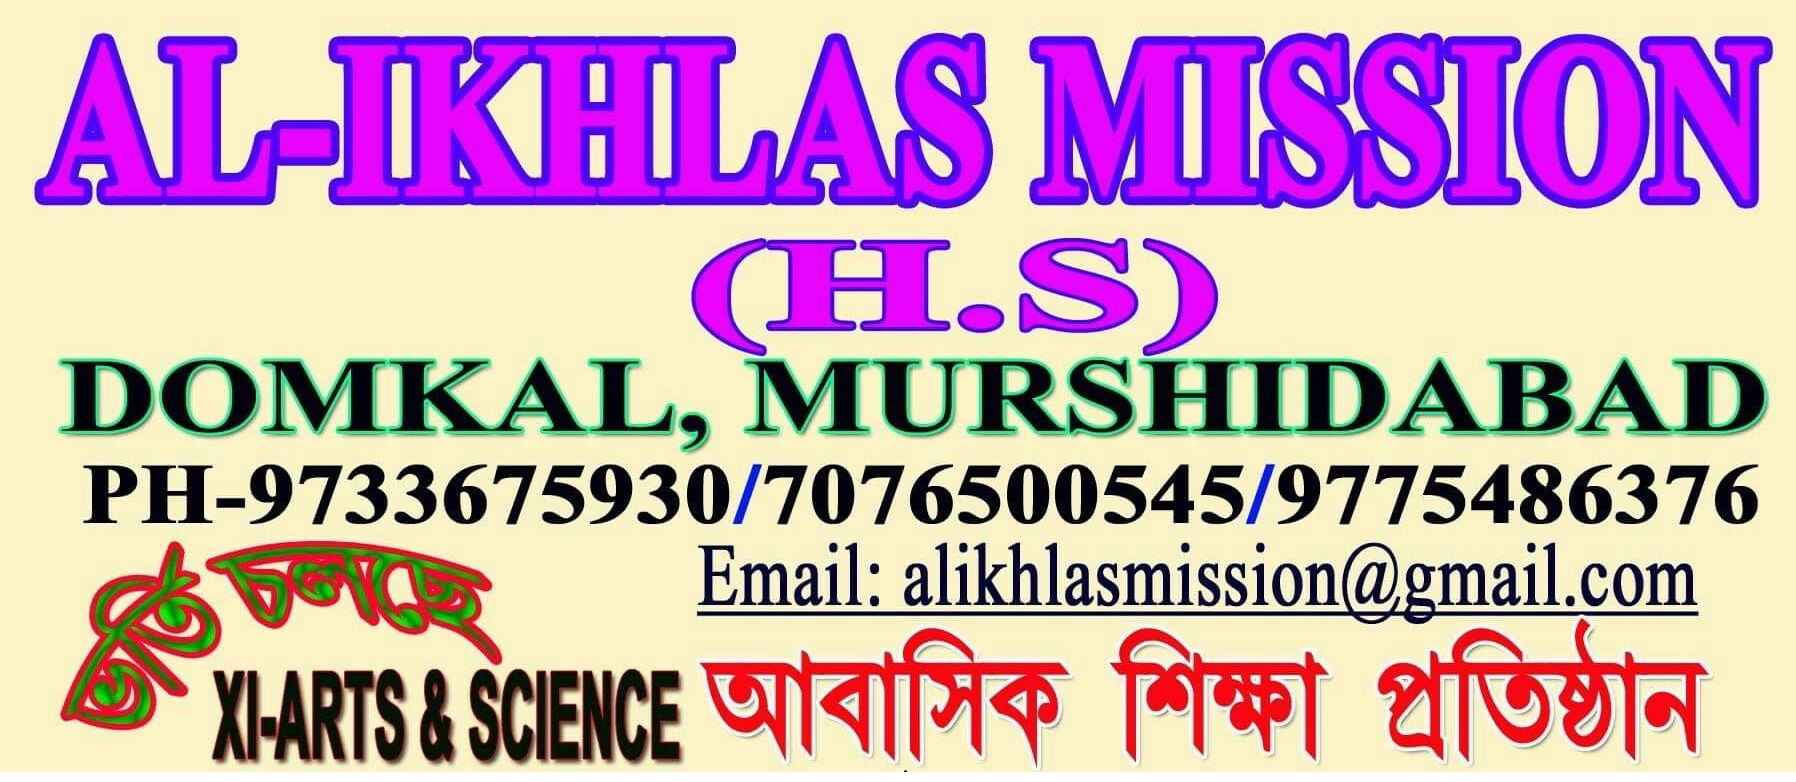 AL-IKHLAS MISSION
(H.S)
DOMKAL, MURSHIDABAD
PH-9733675930/7076500545/9775486376
Email: alikhlasmission@gmail.com
ভর্তি চলছে
XI-ARTS & SCIENCE
আবাসিক শিক্ষা প্রতিষ্ঠান